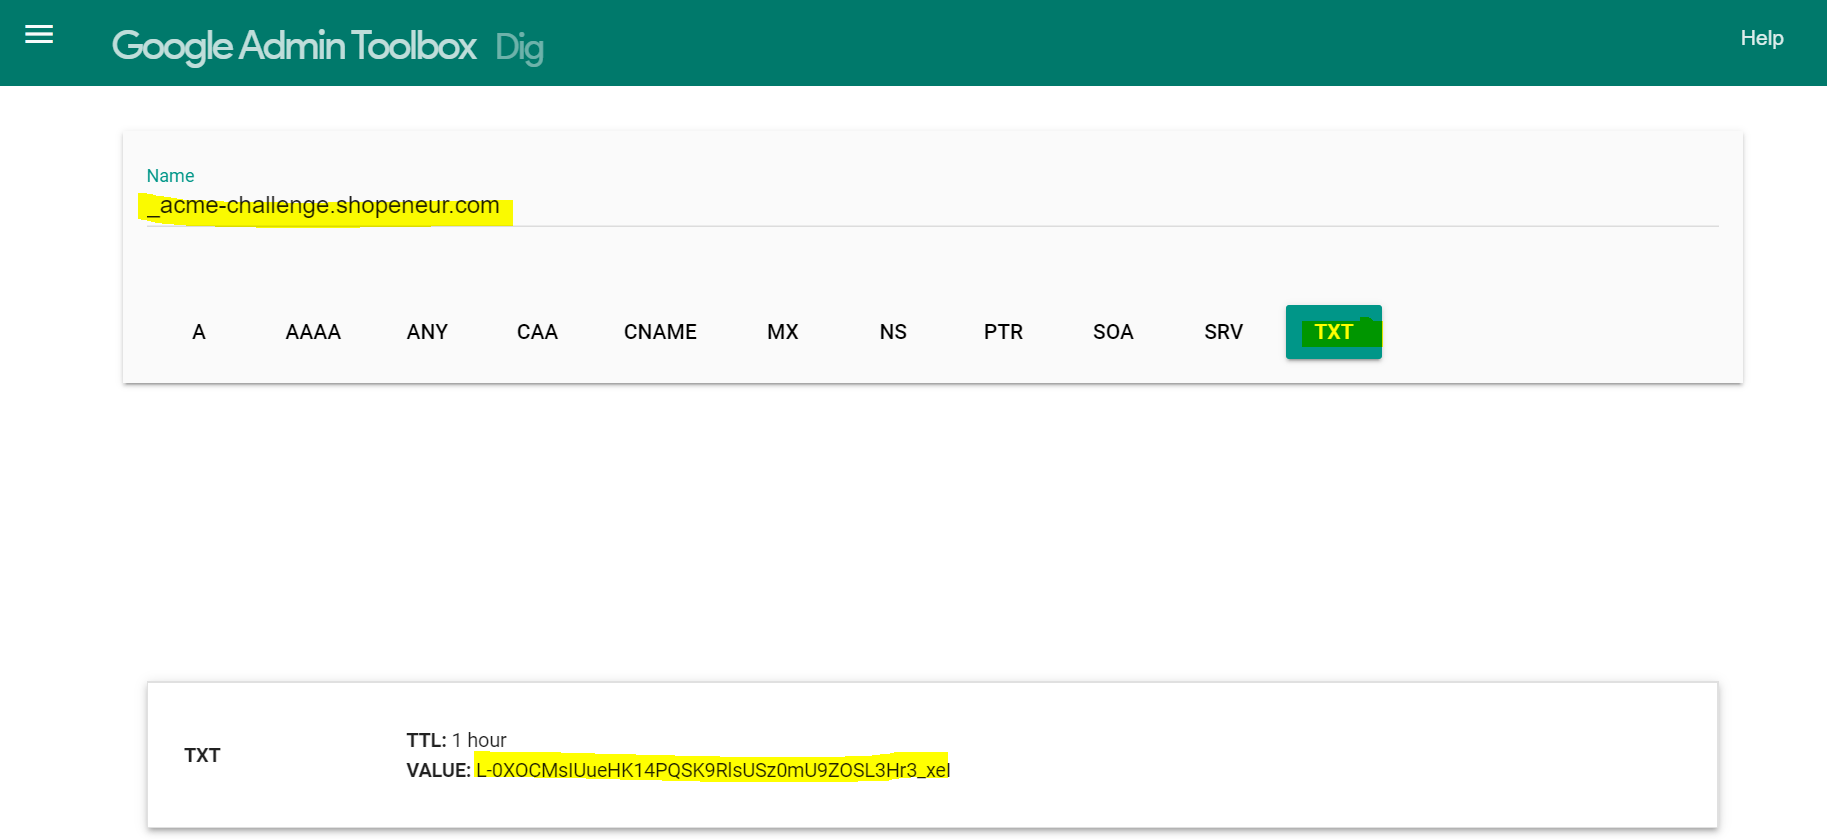 Google Admin Toolbox Dig
Help
Name
_acme-challenge.shopeneur.com
A AAAA ANY CAA CNAME MX NS PTR SOA SRV TXT
TXT
TTL: 1 hour
VALUE: L-0XOCMsIUueHK14PQSK9RlsUSz0mU9ZOSL3Hr3_xeI